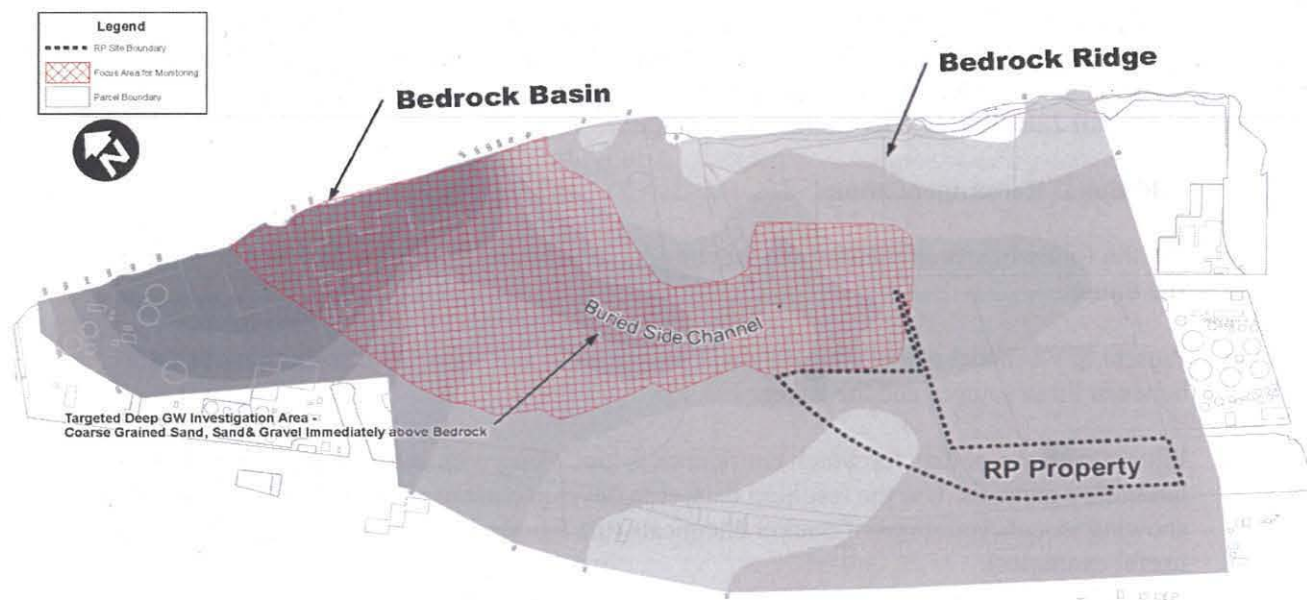 Legend
RP Site Boundary
Focus Area for Monitoring
Parcel Boundary
N
Bedrock Basin
Bedrock Ridge
Buried Side Channel
Targeted Deep GW Investigation Area -
Coarse Grained Sand, Sand& Gravel Immediately above Bedrock
RP Property